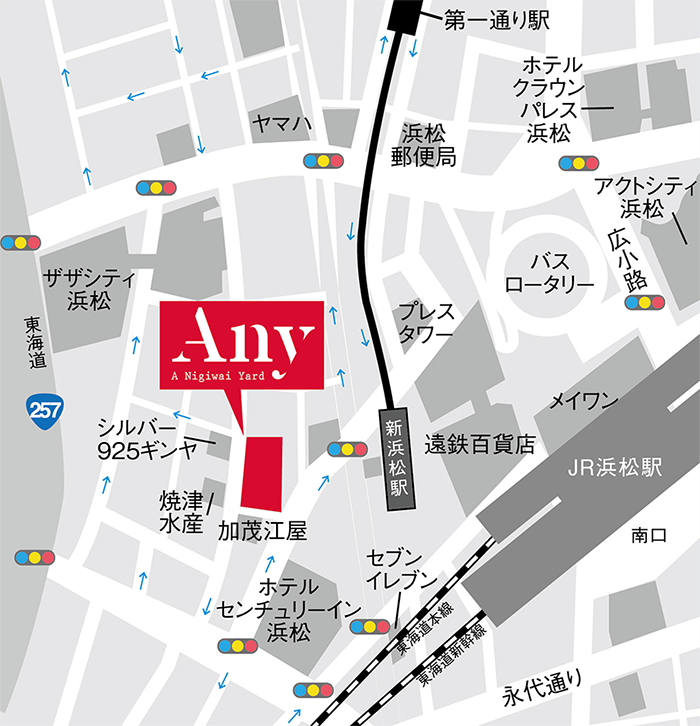 第一通り駅
ホテル
クラウン
パレス
浜松
ヤマハ
浜松
郵便局
アクトシティ
浜松
広小路
バス
ロータリー
ザザシティ
浜松
東海道
257
Any
A Nigiwai Yard
プレス
タワー
メイワン
シルバー
925ギンヤ
新浜松駅
遠鉄百貨店
JR浜松駅
焼津
水産
加茂江屋
南口
セブン
イレブン
ホテル
センチュリーイン
浜松
東海道本線
東海道新幹線
永代通り